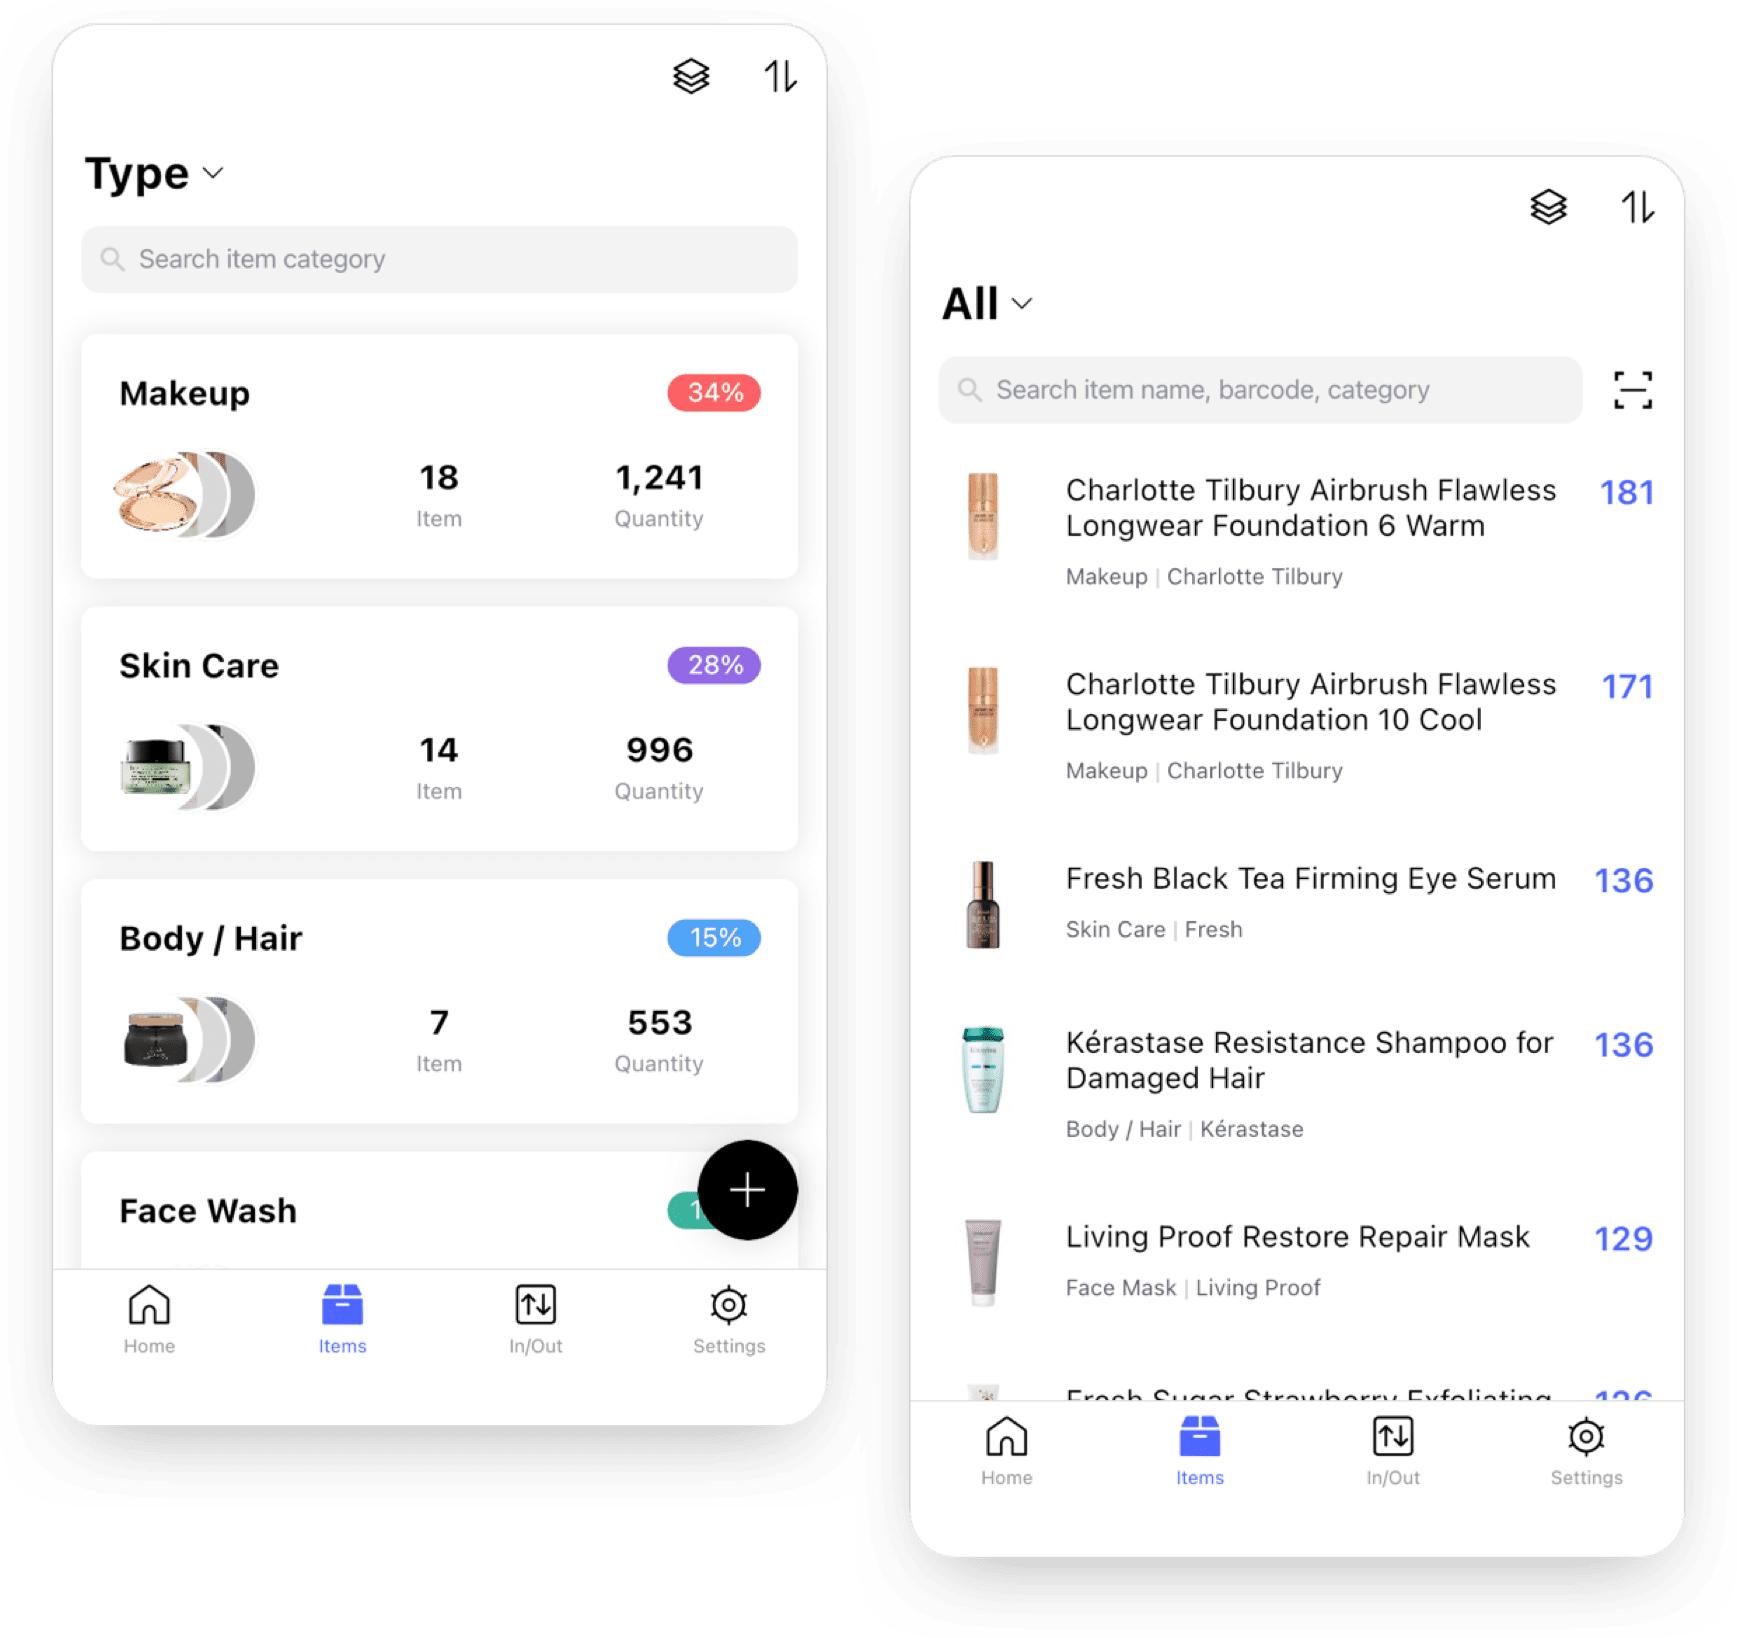 Type
Search item category
Makeup
34%
18
Item
1,241
Quantity
Skin Care
28%
14
Item
996
Quantity
Body / Hair
15%
7
Item
553
Quantity
Face Wash
Home
Items
In/Out
Settings
All
Search item name, barcode, category
Charlotte Tilbury Airbrush Flawless
Longwear Foundation 6 Warm
181
Makeup | Charlotte Tilbury
Charlotte Tilbury Airbrush Flawless
Longwear Foundation 10 Cool
171
Makeup | Charlotte Tilbury
Fresh Black Tea Firming Eye Serum
136
Skin Care | Fresh
Kérastase Resistance Shampoo for
Damaged Hair
136
Body / Hair | Kérastase
Living Proof Restore Repair Mask
129
Face Mask | Living Proof
Fresh Sugar Strawberry Exfoliating
Home
Items
In/Out
Settings